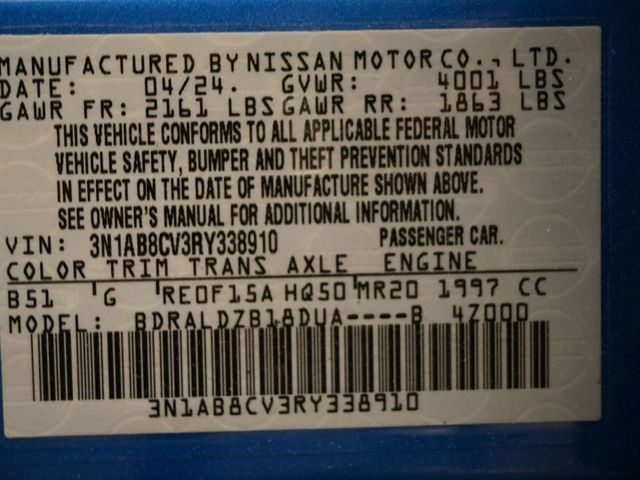 MANUFACTURED BY NISSAN MOTOR CO., LTD.
DATE: 04/24. GVWR: 4001 LBS
GAWR FR: 2161 LBS GAWR RR: 1863 LBS
THIS VEHICLE CONFORMS TO ALL APPLICABLE FEDERAL MOTOR
VEHICLE SAFETY, BUMPER AND THEFT PREVENTION STANDARDS
IN EFFECT ON THE DATE OF MANUFACTURE SHOWN ABOVE.
SEE OWNER'S MANUAL FOR ADDITIONAL INFORMATION.
VIN: 3N1AB8CV3RY338910 PASSENGER CAR.
COLOR TRIM TRANS AXLE ENGINE
B51 G RE0F15A HQ50 MR20 1997 CC
MODEL: BDRALDZB18DUA----B 4Z000
3N1AB8CV3RY338910